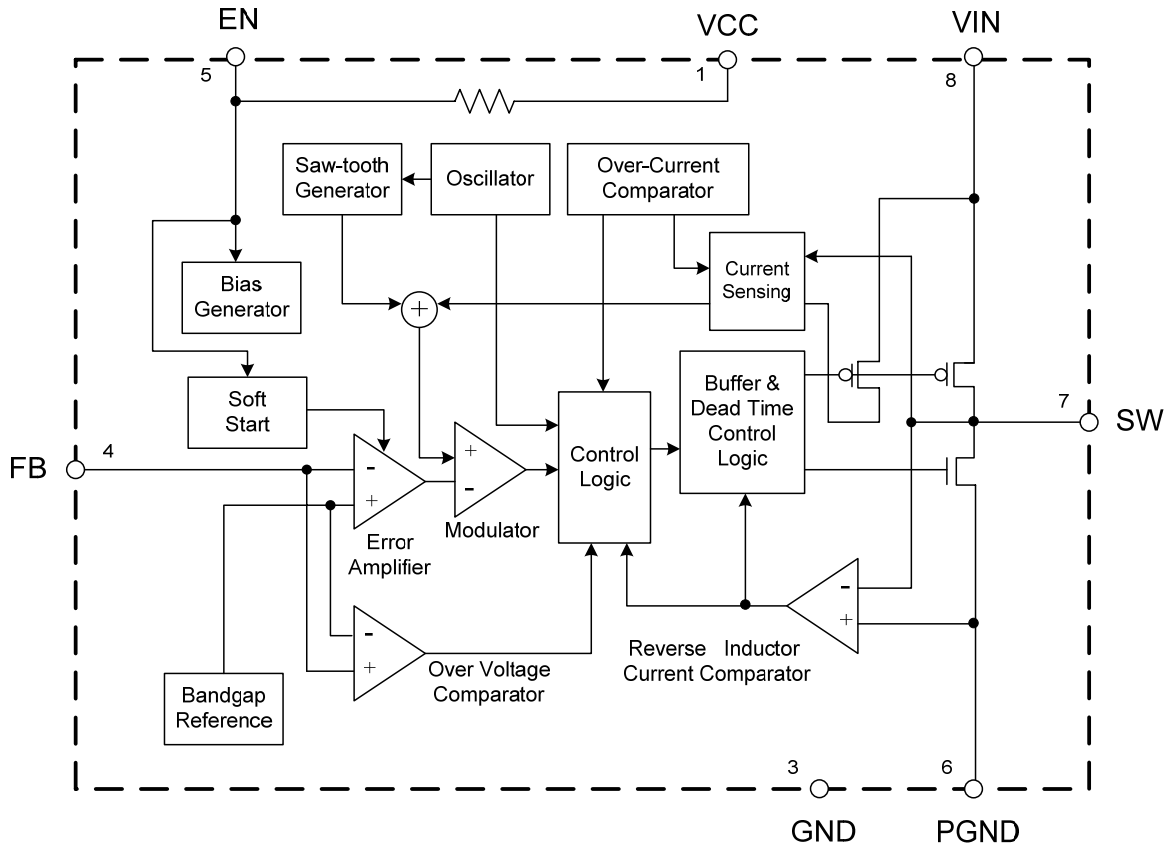 EN
VCC
VIN
5
1
8
Saw-tooth
Generator
Oscillator
Over-Current
Comparator
Current
Sensing
Bias
Generator
+
Soft
Start
Buffer &
Dead Time
Control
Logic
7
SW
FB
4
-
+
Error
Amplifier
+
-
Modulator
Control
Logic
-
+
Reverse Inductor
Current Comparator
-
+
Over Voltage
Comparator
Bandgap
Reference
3
6
GND
PGND